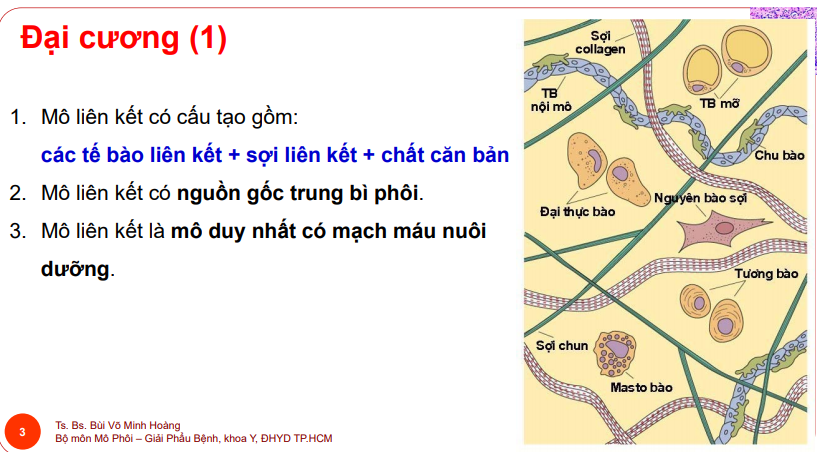 Đại cương (1)
1. Mô liên kết có cấu tạo gồm:
các tế bào liên kết + sợi liên kết + chất căn bản
2. Mô liên kết có nguồn gốc trung bì phôi.
3. Mô liên kết là mô duy nhất có mạch máu nuôi
dưỡng.
Sợi
collagen
TB
nội mô
TB mỡ
Chu bào
Đại thực bào
Nguyên bào sợi
Tương bào
Sợi chun
Masto bào
3
Ts. Bs. Bùi Võ Minh Hoàng
Bộ môn Mô Phôi – Giải Phẫu Bệnh, khoa Y, ĐHYD TP.HCM